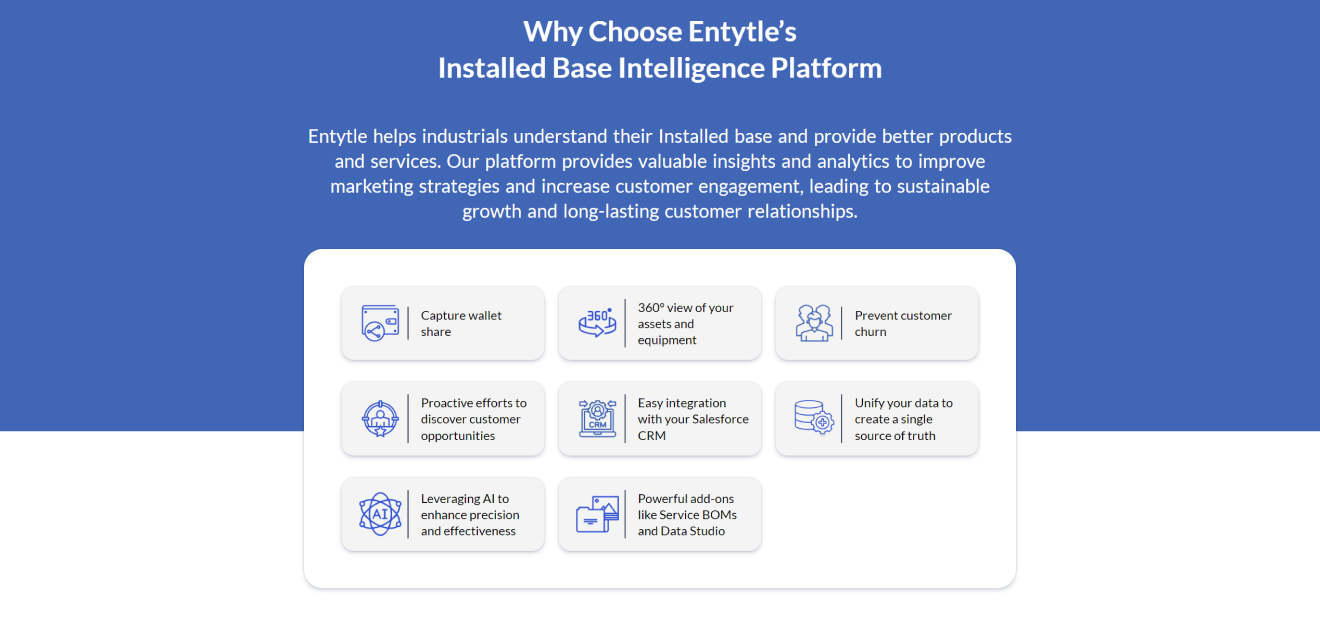 Why Choose Entytle’s
Installed Base Intelligence Platform
Entytle helps industrials understand their Installed base and provide better products
and services. Our platform provides valuable insights and analytics to improve
marketing strategies and increase customer engagement, leading to sustainable
growth and long-lasting customer relationships.
Capture wallet
share
360°
360° view of your
assets and
equipment
Prevent customer
churn
Proactive efforts to
discover customer
opportunities
CRM
Easy integration
with your Salesforce
CRM
Unify your data to
create a single
source of truth
AI
Leveraging AI to
enhance precision
and effectiveness
Powerful add-ons
like Service BOMs
and Data Studio